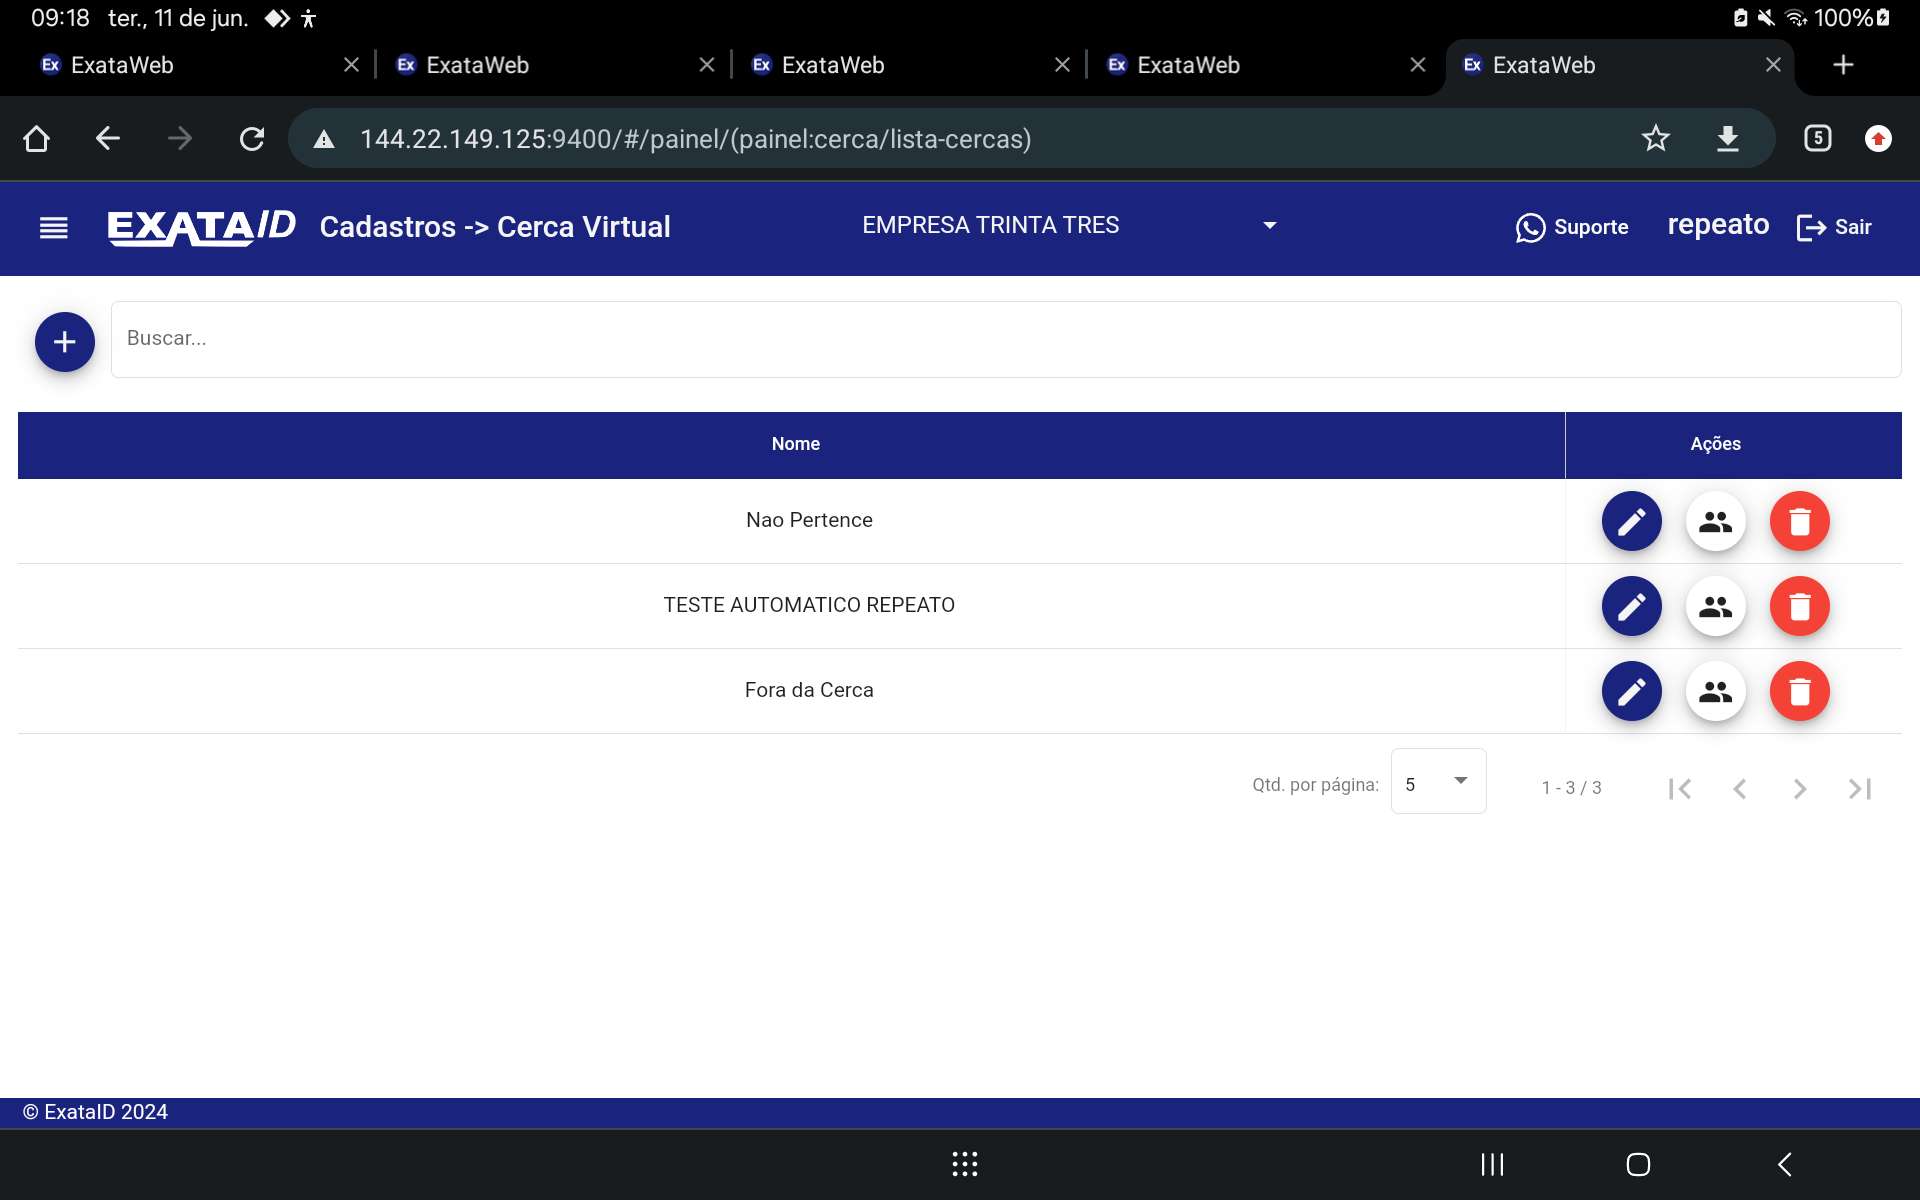 09:18 ter., 11 de jun. 100%
Ex ExataWeb Ex ExataWeb Ex ExataWeb Ex ExataWeb Ex ExataWeb
144.22.149.125:9400/#/painel/(painel:cerca/lista-cercas) 5
EXATAID Cadastros -> Cerca Virtual EMPRESA TRINTA TRES Suporte repeato Sair
Buscar...
Nome Ações
Nao Pertence
TESTE AUTOMATICO REPEATO
Fora da Cerca
Qtd. por página: 5 1 - 3 / 3
© ExataID 2024